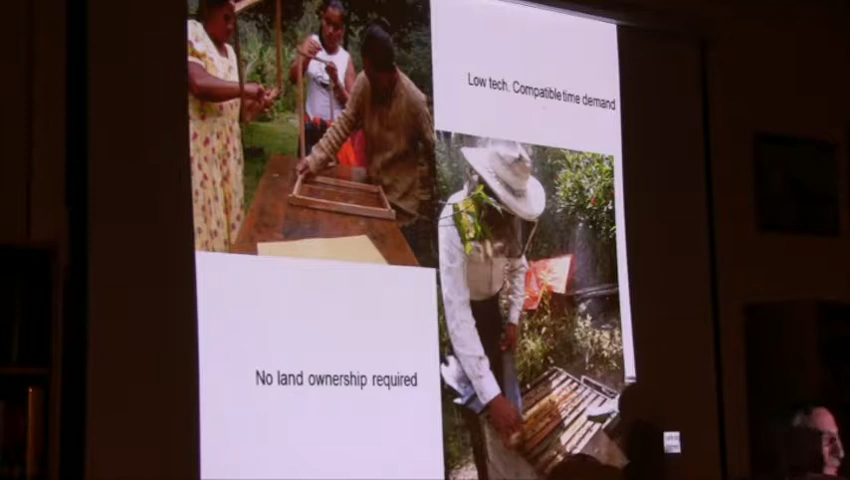 Low tech. Compatible time demand
No land ownership required